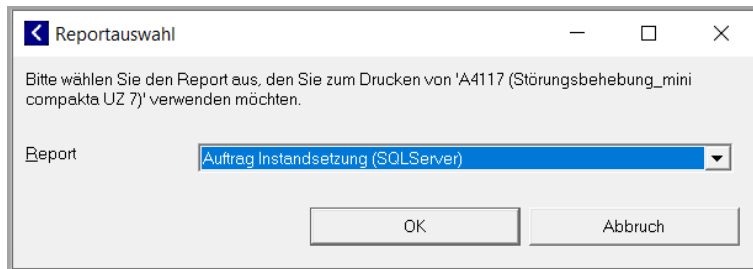 Reportauswahl
Bitte wählen Sie den Report aus, den Sie zum Drucken von 'A4117 (Störungsbehebung_mini
compakta UZ 7)' verwenden möchten.
Report
Auftrag Instandsetzung (SQLServer)
OK
Abbruch